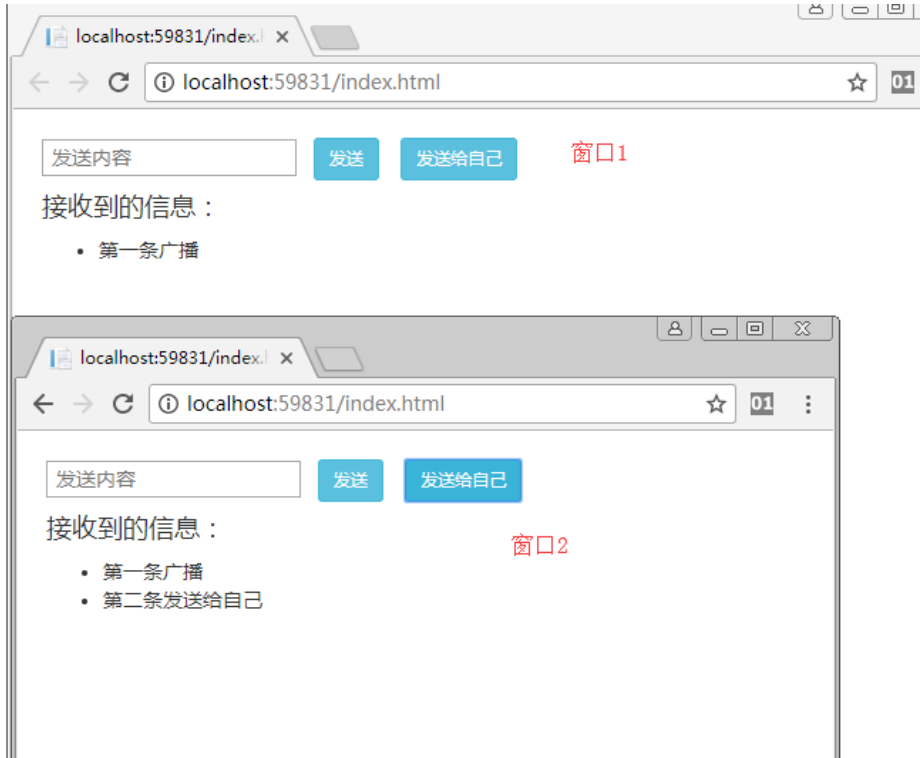 localhost:59831/index.
localhost:59831/index.html
01
发送内容
发送
发送给自己
窗口1
接收到的信息：
第一条广播
localhost:59831/index.
localhost:59831/index.html
01
发送内容
发送
发送给自己
接收到的信息：
窗口2
第一条广播
第二条发送给自己